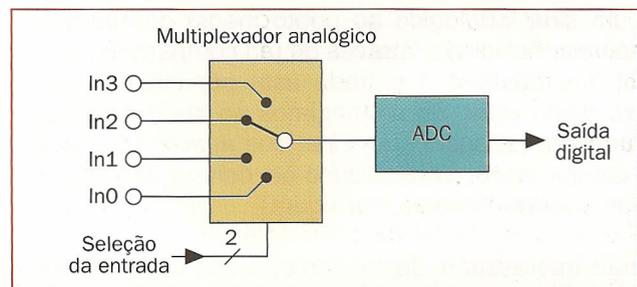 Multiplexador analógico
In3
In2
In1
In0
ADC
Saída
digital
Seleção
da entrada
2